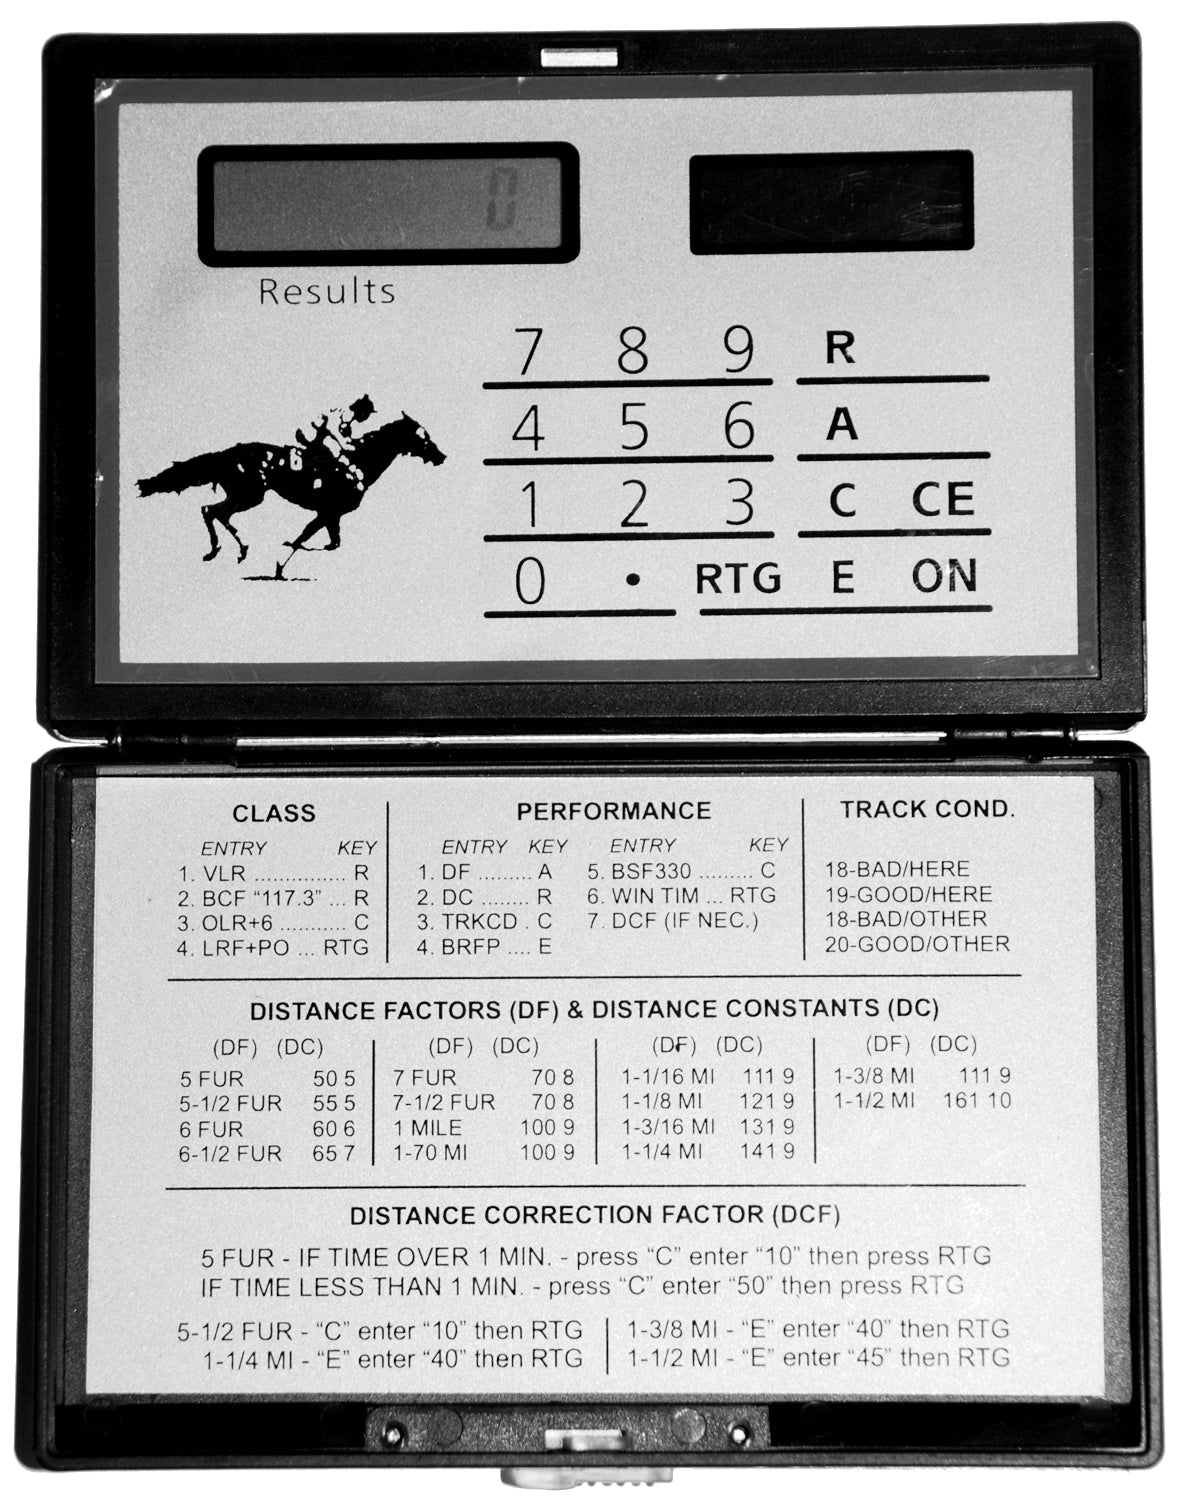 0
Results
7 8 9 R
4 5 6 A
1 2 3 C CE
0 • RTG E ON
6
CLASS
ENTRY KEY
1. VLR ............... R
2. BCF “117.3” ... R
3. OLR+6 ........... C
4. LRF+PO ... RTG
PERFORMANCE
ENTRY KEY ENTRY KEY
1. DF ......... A 5. BSF330 ......... C
2. DC ........ R 6. WIN TIM ... RTG
3. TRKCD . C 7. DCF (IF NEC.)
4. BRFP .... E
TRACK COND.
18-BAD/HERE
19-GOOD/HERE
18-BAD/OTHER
20-GOOD/OTHER
DISTANCE FACTORS (DF) & DISTANCE CONSTANTS (DC)
(DF) (DC) (DF) (DC) (DF) (DC) (DF) (DC)
5 FUR 50 5 7 FUR 70 8 1-1/16 MI 111 9 1-3/8 MI 111 9
5-1/2 FUR 55 5 7-1/2 FUR 70 8 1-1/8 MI 121 9 1-1/2 MI 161 10
6 FUR 60 6 1 MILE 100 9 1-3/16 MI 131 9
6-1/2 FUR 65 7 1-70 MI 100 9 1-1/4 MI 141 9
DISTANCE CORRECTION FACTOR (DCF)
5 FUR - IF TIME OVER 1 MIN. - press “C” enter “10” then press RTG
IF TIME LESS THAN 1 MIN. - press “C” enter “50” then press RTG
5-1/2 FUR - “C” enter “10” then RTG 1-3/8 MI - “E” enter “40” then RTG
1-1/4 MI - “E” enter “40” then RTG 1-1/2 MI - “E” enter “45” then RTG